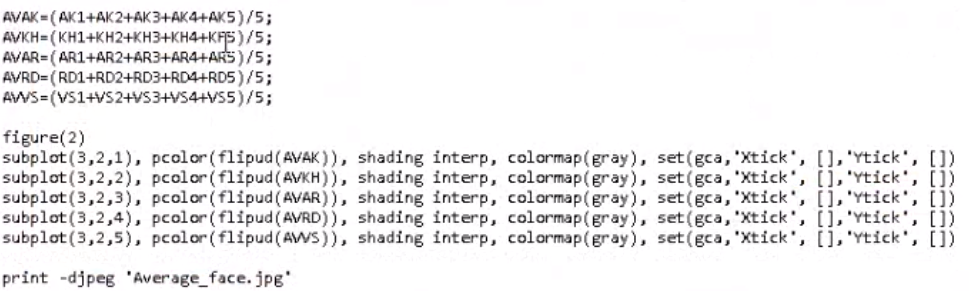 AVAK=(AK1+AK2+AK3+AK4+AK5)/5;
AVKH=(KH1+KH2+KH3+KH4+KH5)/5;
AVAR=(AR1+AR2+AR3+AR4+AR5)/5;
AVRD=(RD1+RD2+RD3+RD4+RD5)/5;
AVVS=(VS1+VS2+VS3+VS4+VS5)/5;
figure(2)
subplot(3,2,1), pcolor(flipud(AVAK)), shading interp, colormap(gray), set(gca,'Xtick', [],'Ytick', [])
subplot(3,2,2), pcolor(flipud(AVKH)), shading interp, colormap(gray), set(gca,'Xtick', [],'Ytick', [])
subplot(3,2,3), pcolor(flipud(AVAR)), shading interp, colormap(gray), set(gca,'Xtick', [],'Ytick', [])
subplot(3,2,4), pcolor(flipud(AVRD)), shading interp, colormap(gray), set(gca,'Xtick', [],'Ytick', [])
subplot(3,2,5), pcolor(flipud(AVVS)), shading interp, colormap(gray), set(gca,'Xtick', [],'Ytick', [])
print -djpeg 'Average_face.jpg'